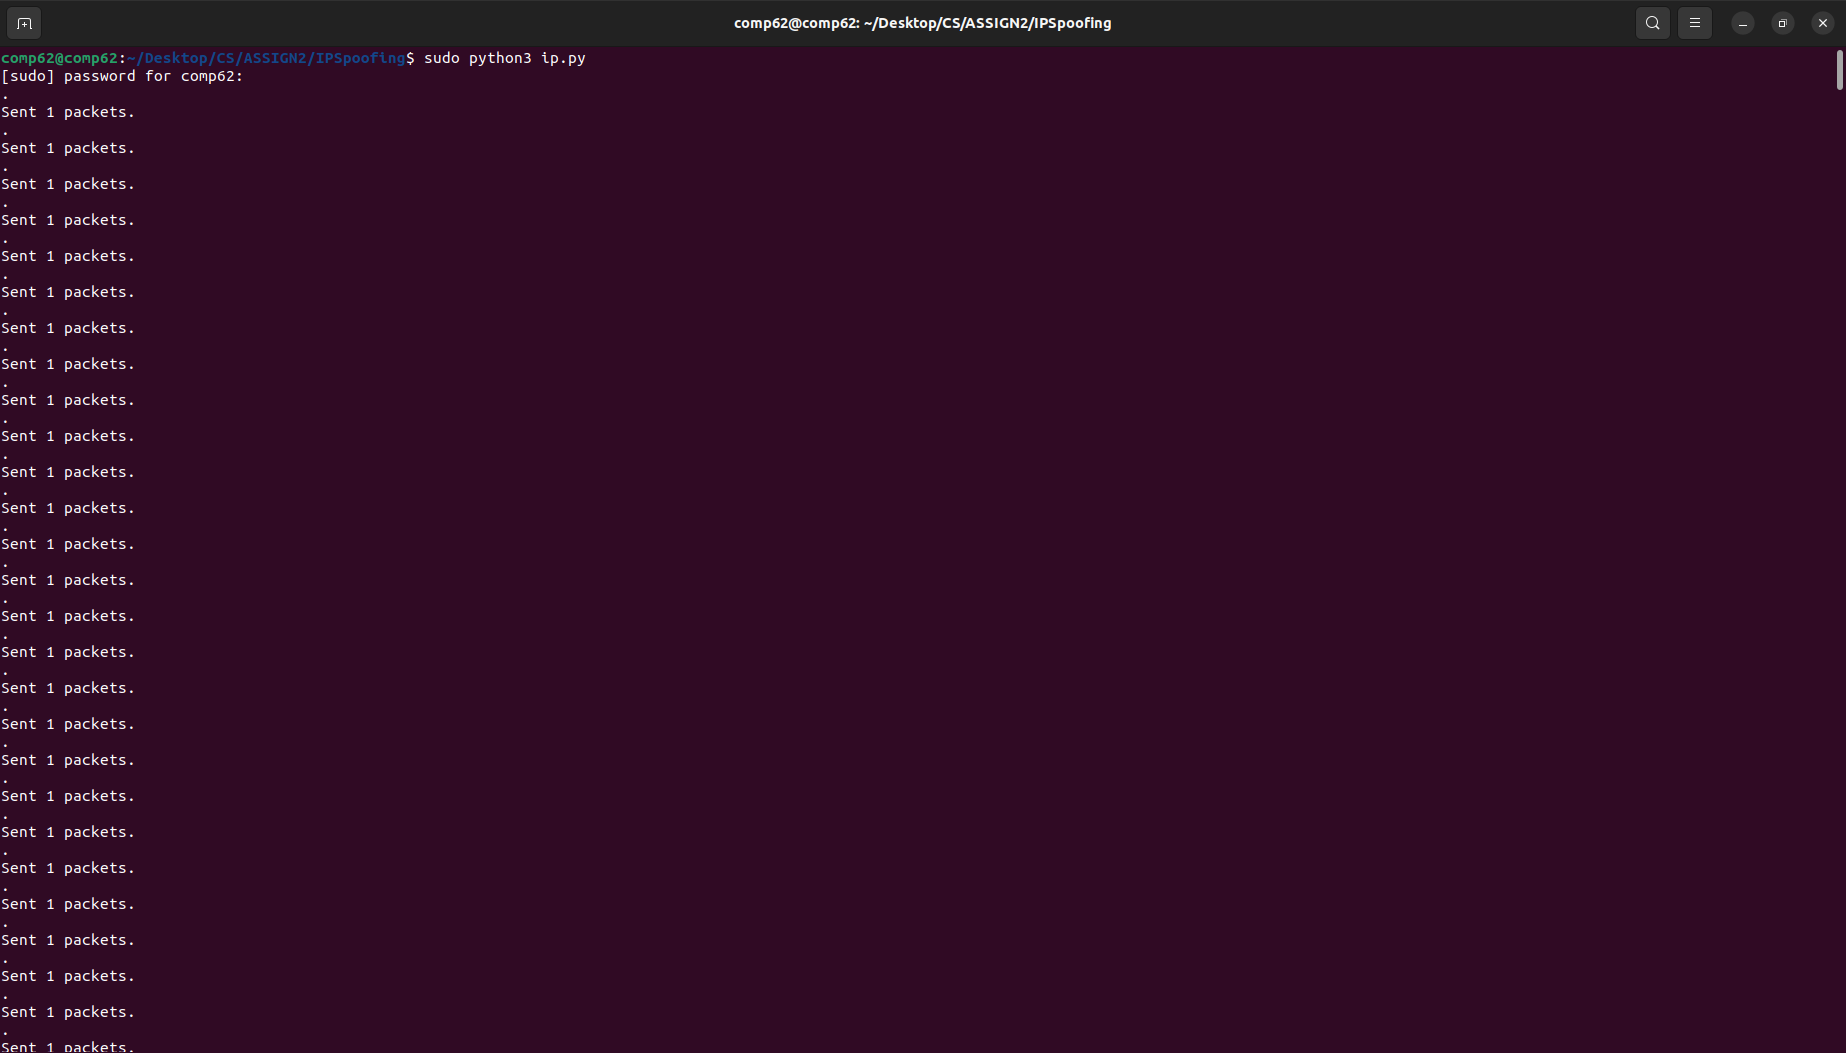 comp62@comp62: ~/Desktop/CS/ASSIGN2/IPSpoofing
comp62@comp62:~/Desktop/CS/ASSIGN2/IPSpoofing$ sudo python3 ip.py
[sudo] password for comp62:
.
Sent 1 packets.
.
Sent 1 packets.
.
Sent 1 packets.
.
Sent 1 packets.
.
Sent 1 packets.
.
Sent 1 packets.
.
Sent 1 packets.
.
Sent 1 packets.
.
Sent 1 packets.
.
Sent 1 packets.
.
Sent 1 packets.
.
Sent 1 packets.
.
Sent 1 packets.
.
Sent 1 packets.
.
Sent 1 packets.
.
Sent 1 packets.
.
Sent 1 packets.
.
Sent 1 packets.
.
Sent 1 packets.
.
Sent 1 packets.
.
Sent 1 packets.
.
Sent 1 packets.
.
Sent 1 packets.
.
Sent 1 packets.
.
Sent 1 packets.
.
Sent 1 packets.
.
Sent 1 packets.